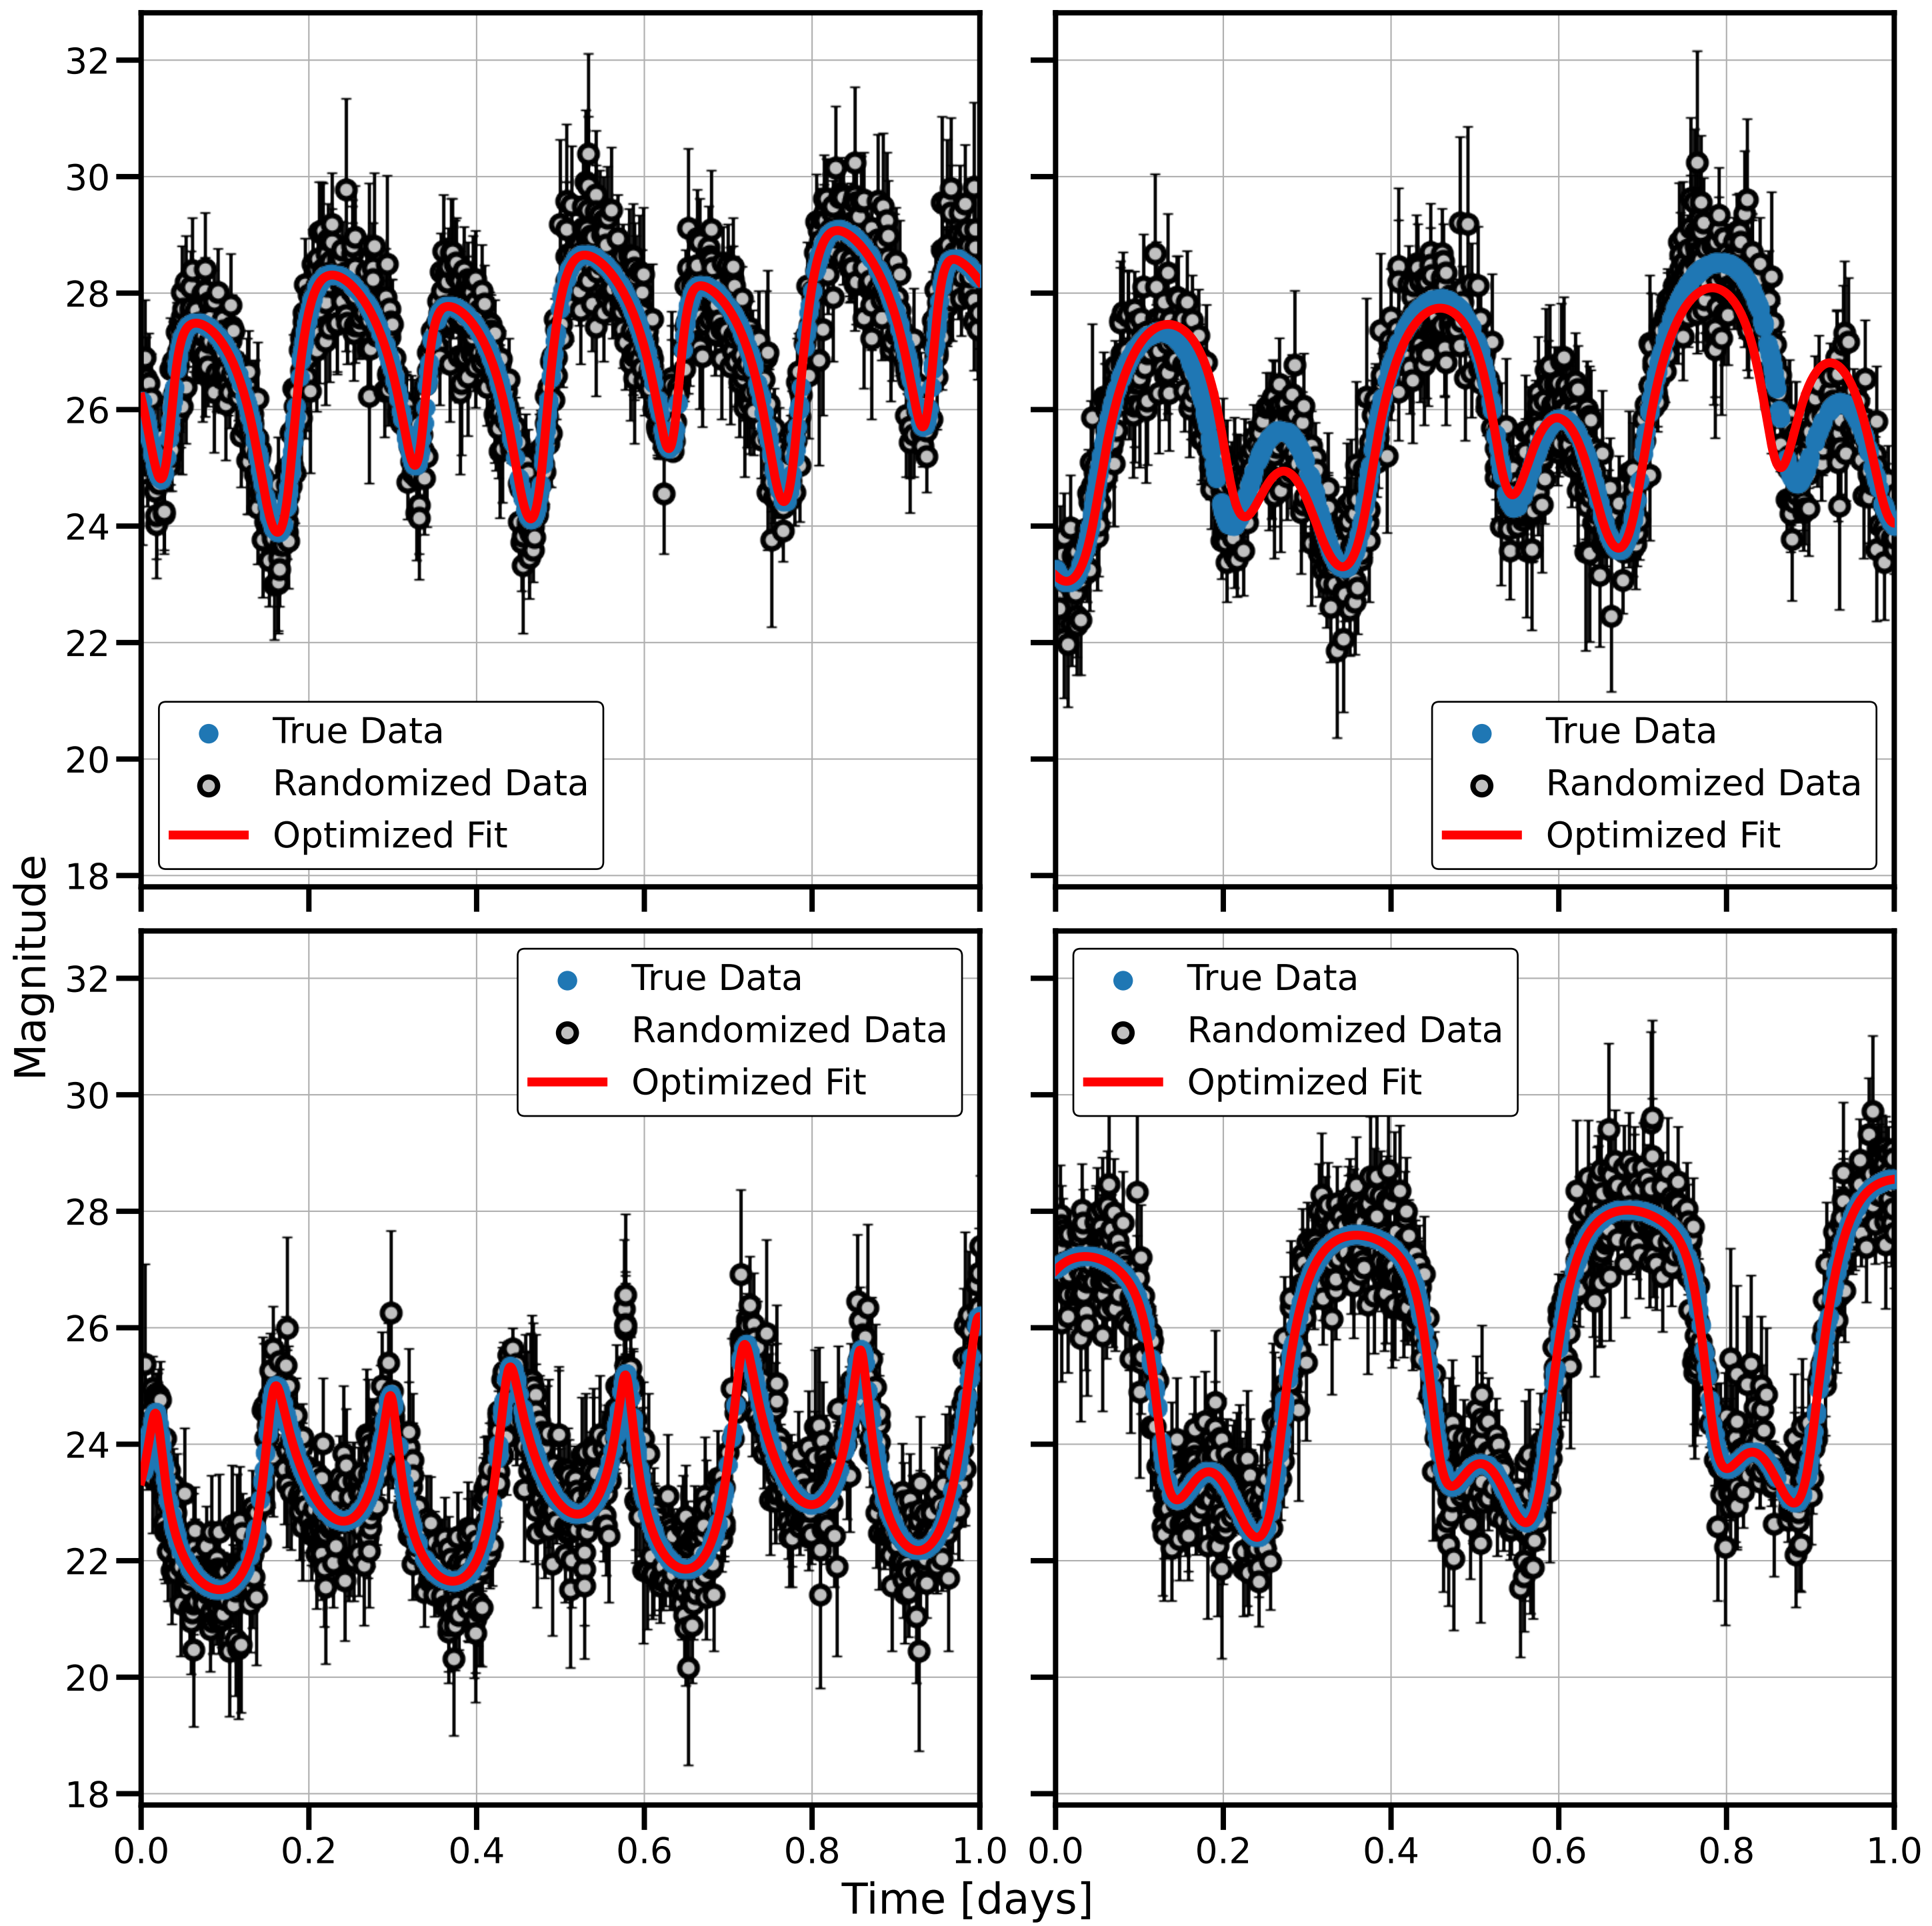 32
30
28
26
24
22
20
18
True Data
Randomized Data
Optimized Fit
True Data
Randomized Data
Optimized Fit
Magnitude
32
30
28
26
24
22
20
18
True Data
Randomized Data
Optimized Fit
True Data
Randomized Data
Optimized Fit
0.0 0.2 0.4 0.6 0.8 1.0
0.0 0.2 0.4 0.6 0.8 1.0
Time [days]